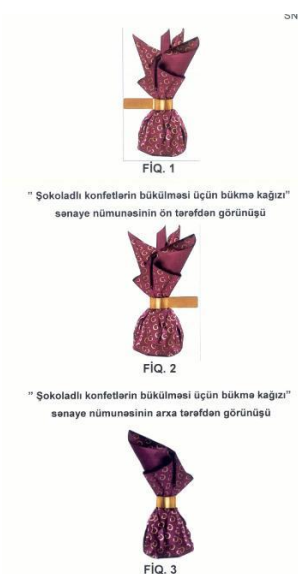 SN
FİQ. 1
" Şokoladlı konfetlərin bükülməsi üçün bükmə kağızı"
sənaye nümunəsinin ön tərəfdən görünüşü
FİQ. 2
" Şokoladlı konfetlərin bükülməsi üçün bükmə kağızı"
sənaye nümunəsinin arxa tərəfdən görünüşü
FİQ. 3